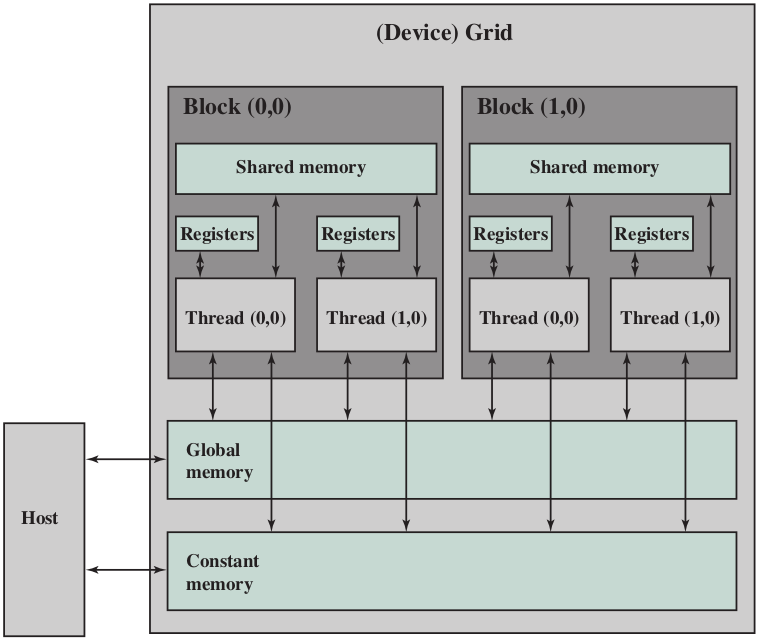 (Device) Grid
Block (0,0)
Shared memory
Registers
Registers
Thread (0,0)
Thread (1,0)
Block (1,0)
Shared memory
Registers
Registers
Thread (0,0)
Thread (1,0)
Host
Global
memory
Constant
memory